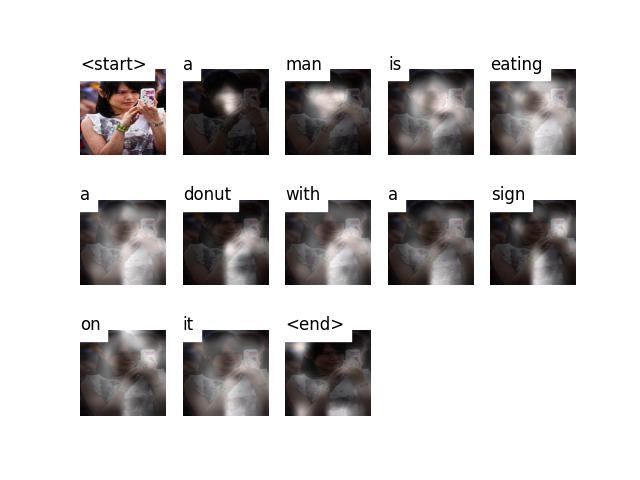 <start> a man is eating
a donut with a sign
on it <end>